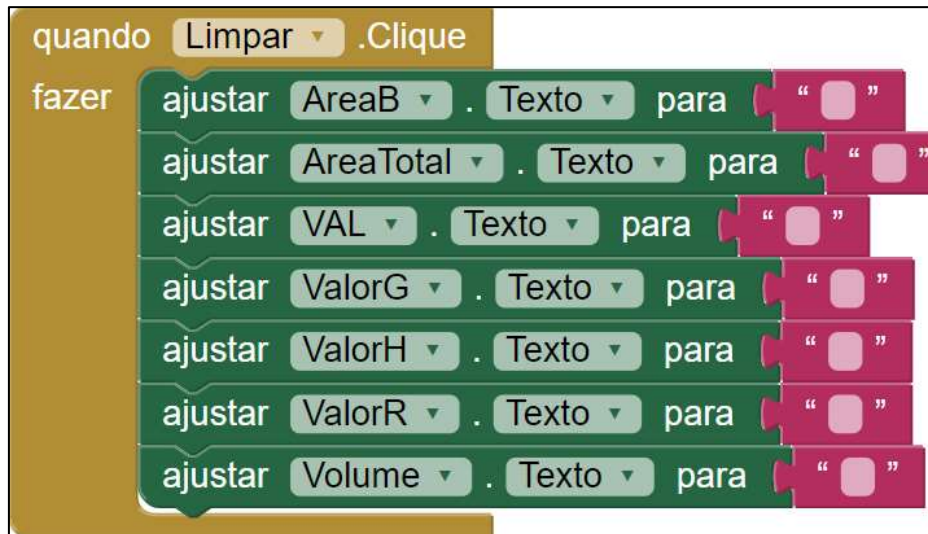 quando Limpar .Clique
fazer ajustar AreaB . Texto para “ ”
ajustar AreaTotal . Texto para “ ”
ajustar VAL . Texto para “ ”
ajustar ValorG . Texto para “ ”
ajustar ValorH . Texto para “ ”
ajustar ValorR . Texto para “ ”
ajustar Volume . Texto para “ ”